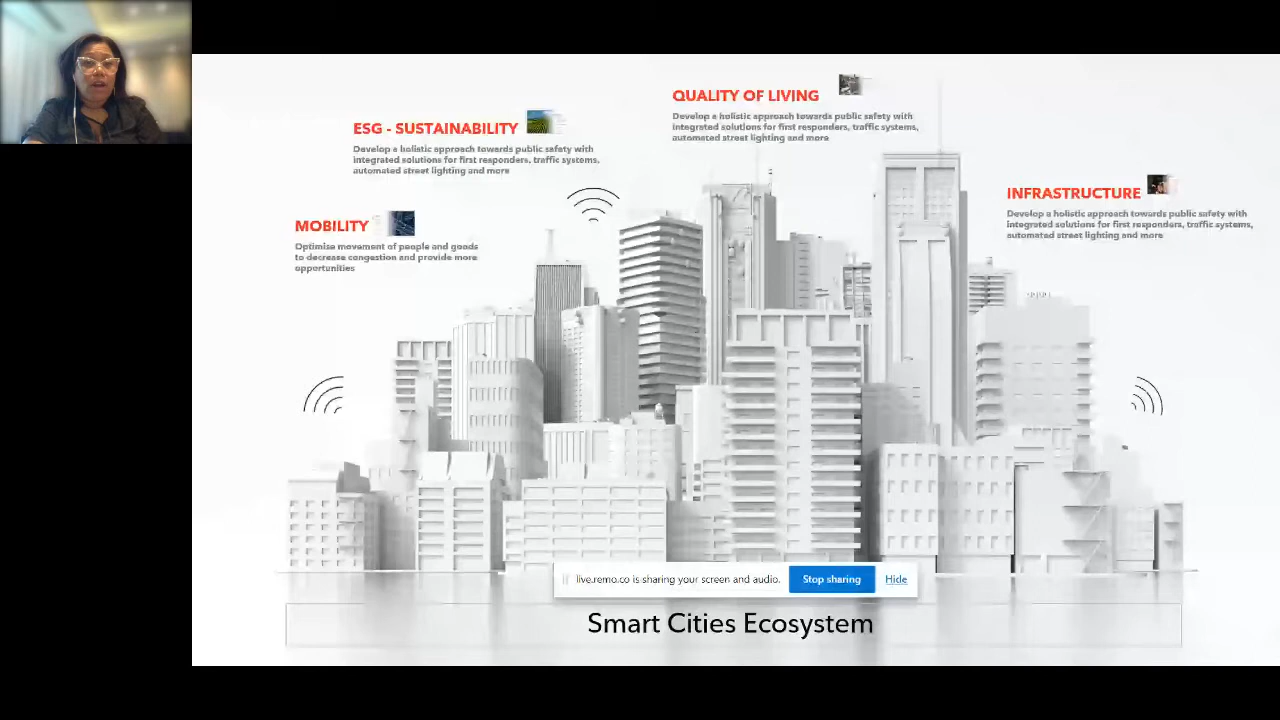 QUALITY OF LIVING
Develop a holistic approach towards public safety with
integrated solutions for first responders, traffic systems,
automated street lighting and more
ESG - SUSTAINABILITY
Develop a holistic approach towards public safety with
integrated solutions for first responders, traffic systems,
automated street lighting and more
INFRASTRUCTURE
Develop a holistic approach towards public safety with
integrated solutions for first responders, traffic systems,
automated street lighting and more
MOBILITY
Optimise movement of people and goods
to decrease congestion and provide more
opportunities
live.remo.co is sharing your screen and audio.
Stop sharing
Hide
Smart Cities Ecosystem